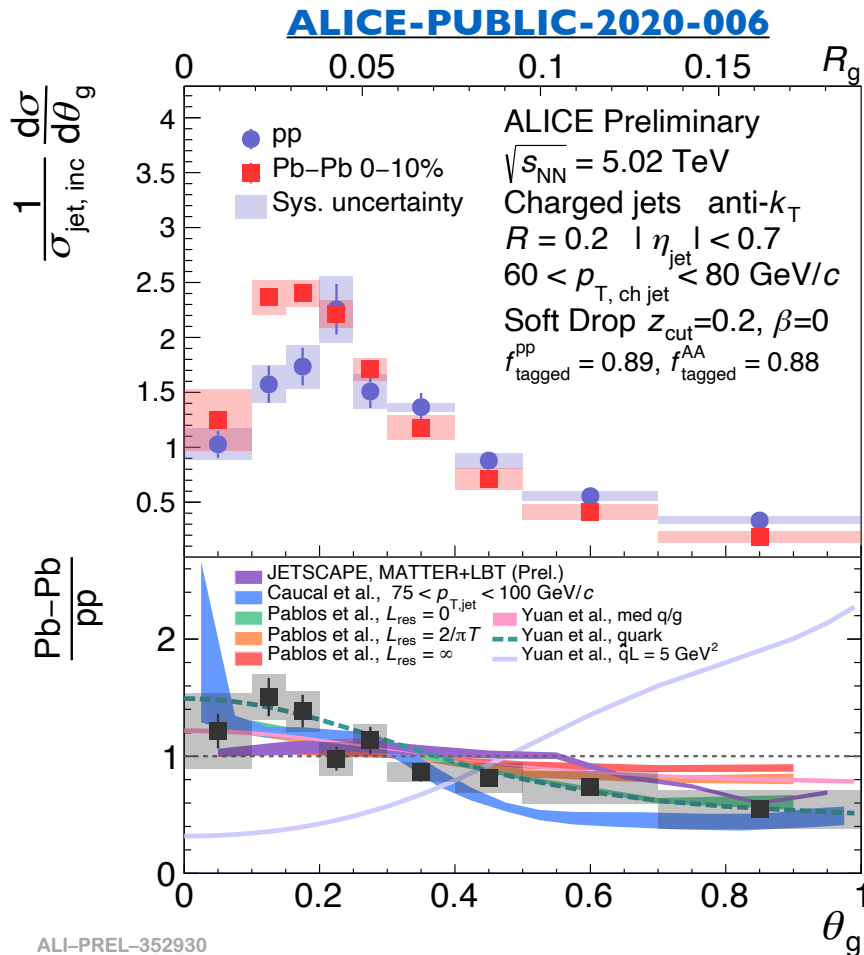 ALICE-PUBLIC-2020-006
0 0.05 0.1 0.15 R_g
1/σ_jet, inc dσ/dθ_g
4
3.5
3
2.5
2
1.5
1
0.5
pp
Pb−Pb 0−10%
Sys. uncertainty
ALICE Preliminary
√s_NN = 5.02 TeV
Charged jets anti-k_T
R = 0.2 | η_jet | < 0.7
60 < p_T, ch jet < 80 GeV/c
Soft Drop z_cut=0.2, β=0
f^pp_tagged = 0.89, f^AA_tagged = 0.88
Pb−Pb/pp
2
1
0
JETSCAPE, MATTER+LBT (Prel.)
Caucal et al., 75 < p_T,jet < 100 GeV/c
Pablos et al., L_res = 0
Pablos et al., L_res = 2/πT
Pablos et al., L_res = ∞
Yuan et al., med q/g
Yuan et al., quark
Yuan et al., q̂L = 5 GeV²
0 0.2 0.4 0.6 0.8 1
θ_g
ALI−PREL−352930